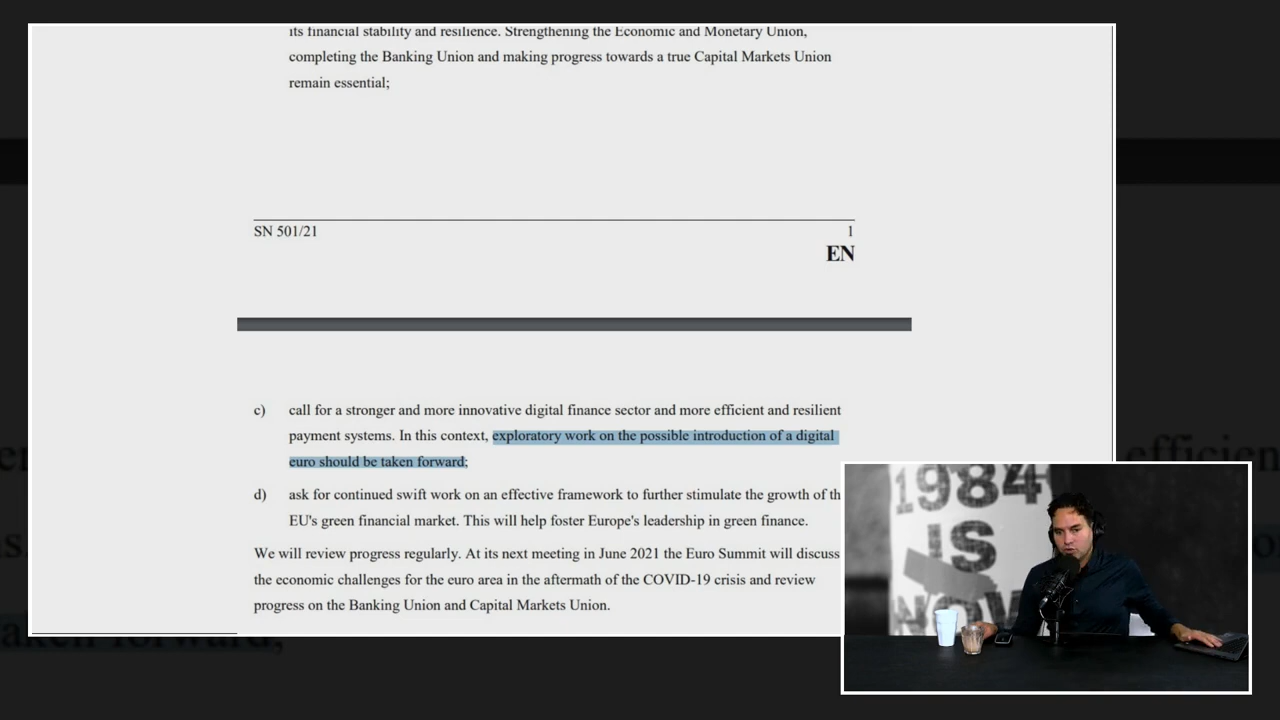 its financial stability and resilience. Strengthening the Economic and Monetary Union,
completing the Banking Union and making progress towards a true Capital Markets Union
remain essential;
SN 501/21
1
EN
c) call for a stronger and more innovative digital finance sector and more efficient and resilient
payment systems. In this context, exploratory work on the possible introduction of a digital
euro should be taken forward;
d) ask for continued swift work on an effective framework to further stimulate the growth of th
EU's green financial market. This will help foster Europe's leadership in green finance.
We will review progress regularly. At its next meeting in June 2021 the Euro Summit will discuss
the economic challenges for the euro area in the aftermath of the COVID-19 crisis and review
progress on the Banking Union and Capital Markets Union.
1984
IS
NOW